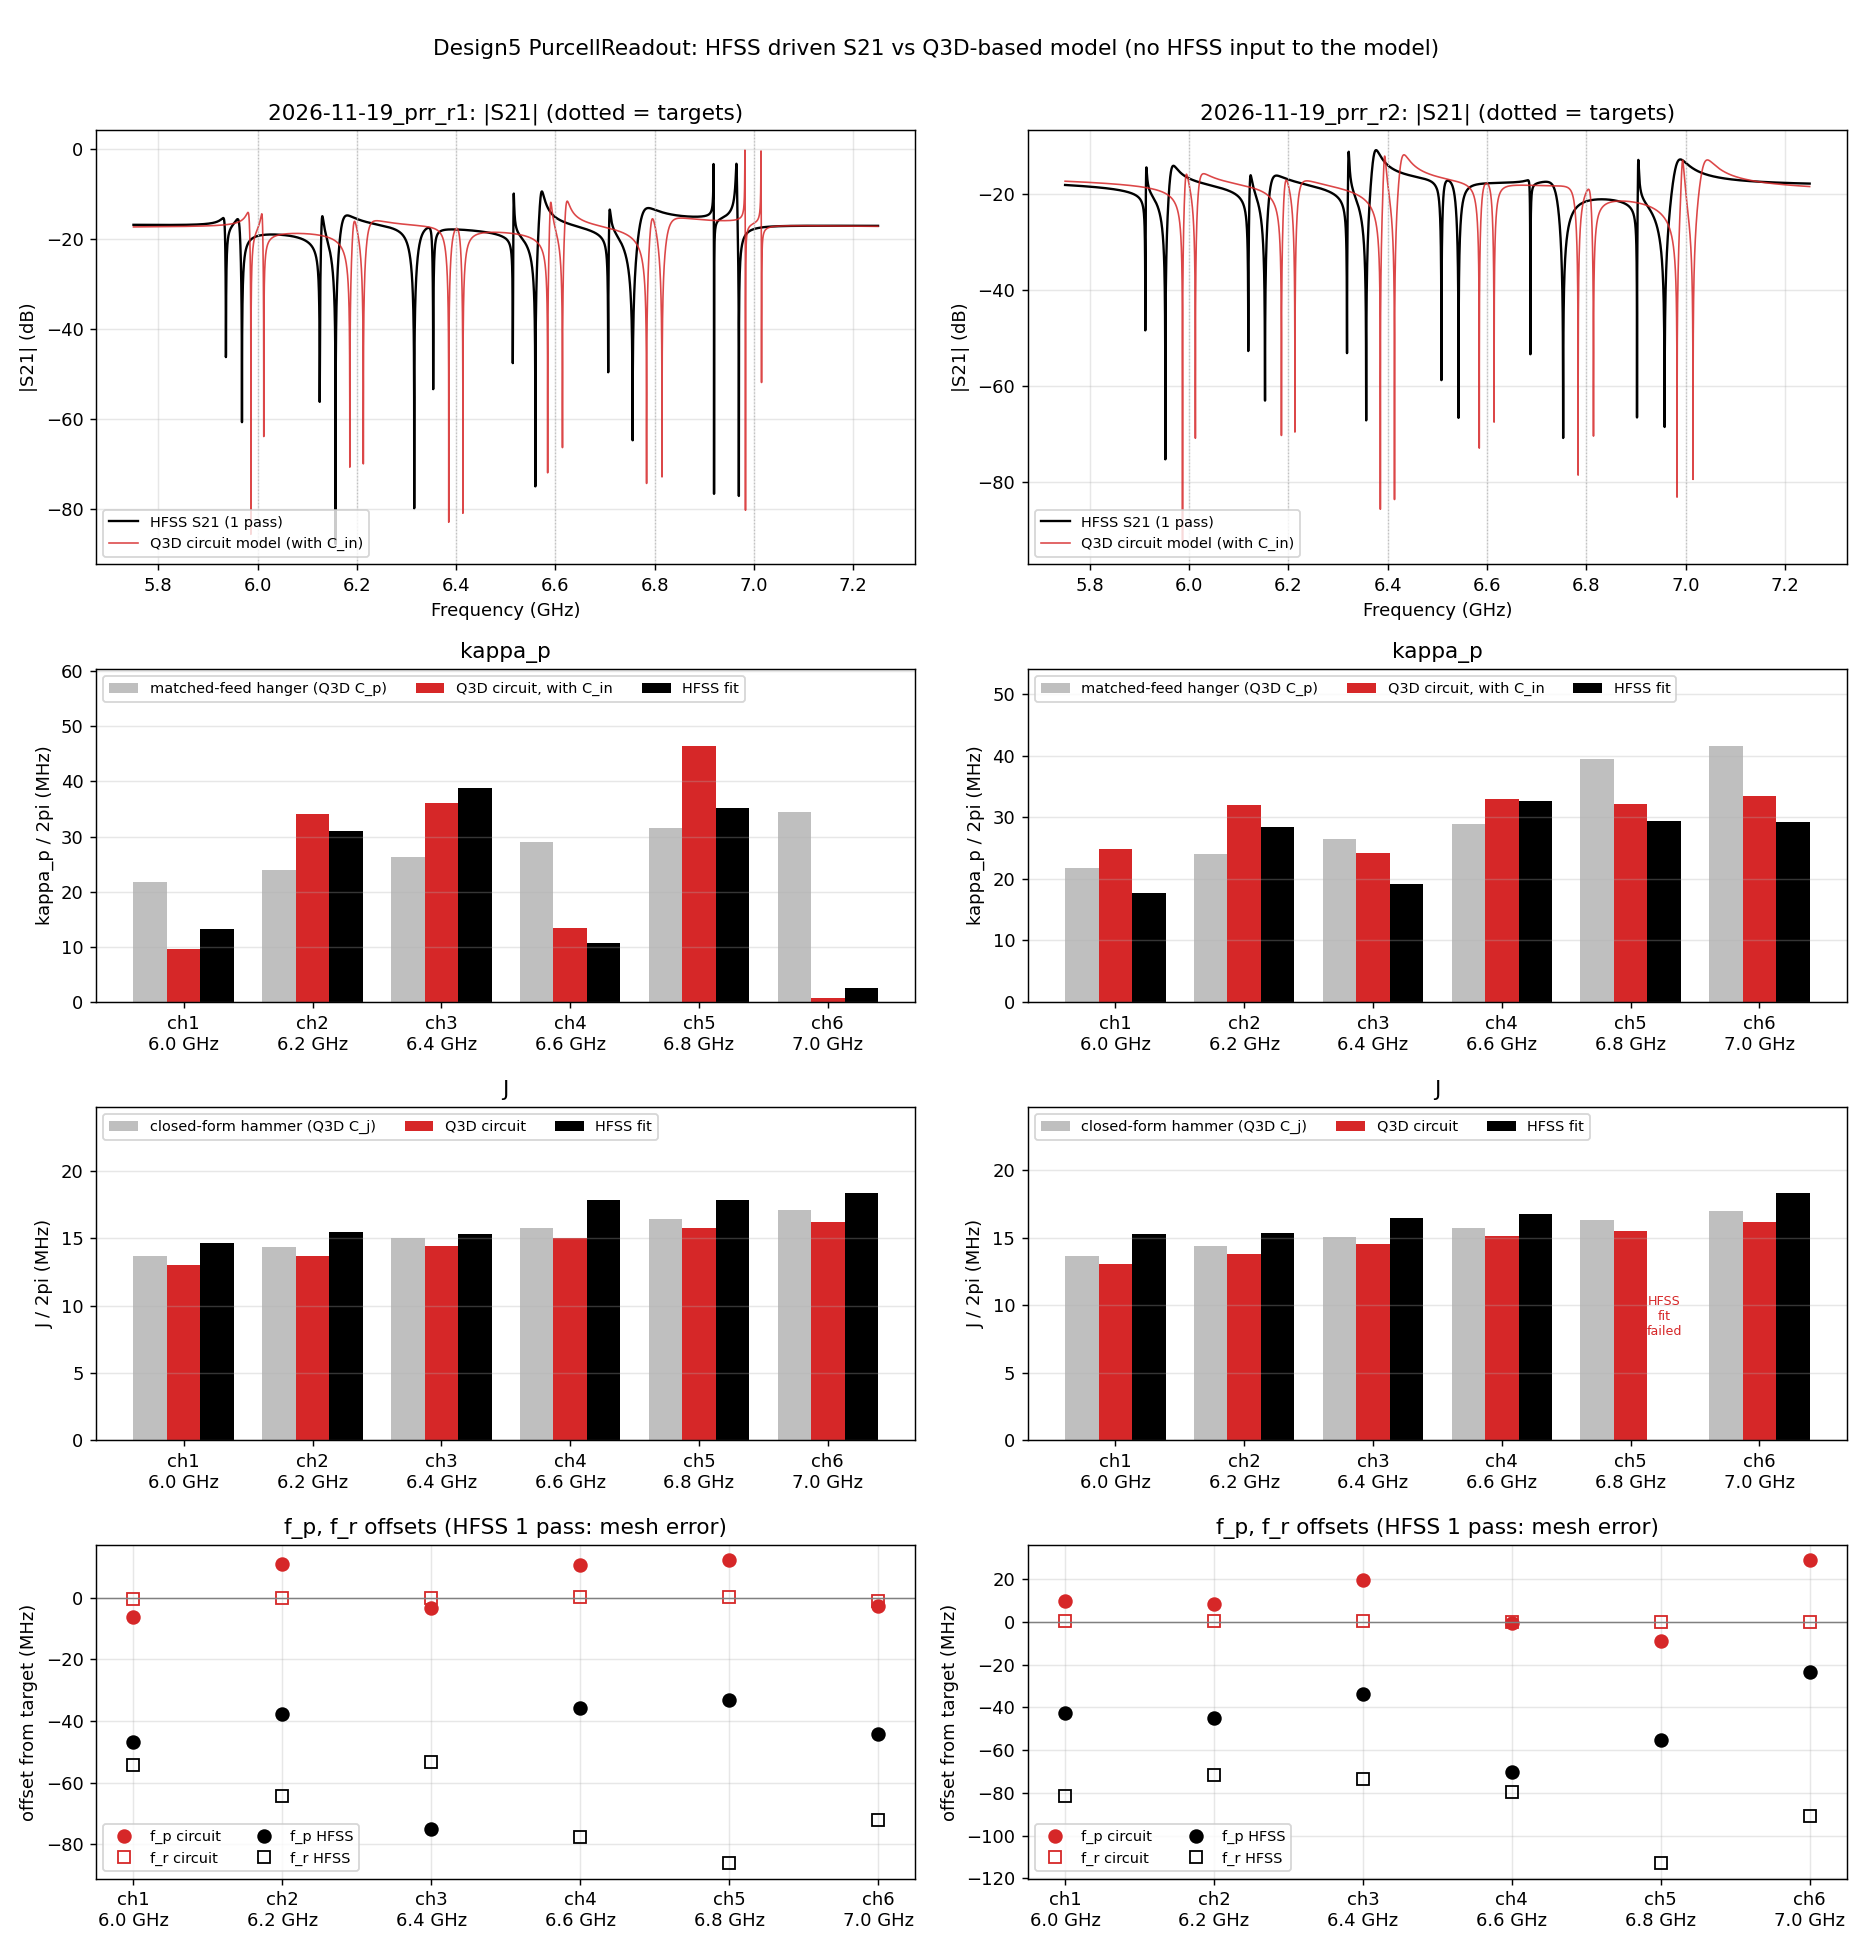 Design5 PurcellReadout: HFSS driven S21 vs Q3D-based model (no HFSS input to the model)
2026-11-19_prr_r1: |S21| (dotted = targets)
0
−20
−40
−60
−80
|S21| (dB)
HFSS S21 (1 pass)
Q3D circuit model (with C_in)
5.8 6.0 6.2 6.4 6.6 6.8 7.0 7.2
Frequency (GHz)
2026-11-19_prr_r2: |S21| (dotted = targets)
−20
−40
−60
−80
|S21| (dB)
HFSS S21 (1 pass)
Q3D circuit model (with C_in)
5.8 6.0 6.2 6.4 6.6 6.8 7.0 7.2
Frequency (GHz)
kappa_p
60
50
40
30
20
10
0
kappa_p / 2pi (MHz)
matched-feed hanger (Q3D C_p) Q3D circuit, with C_in HFSS fit
ch1 ch2 ch3 ch4 ch5 ch6
6.0 GHz 6.2 GHz 6.4 GHz 6.6 GHz 6.8 GHz 7.0 GHz
kappa_p
50
40
30
20
10
0
kappa_p / 2pi (MHz)
matched-feed hanger (Q3D C_p) Q3D circuit, with C_in HFSS fit
ch1 ch2 ch3 ch4 ch5 ch6
6.0 GHz 6.2 GHz 6.4 GHz 6.6 GHz 6.8 GHz 7.0 GHz
J
20
15
10
5
0
J / 2pi (MHz)
closed-form hammer (Q3D C_j) Q3D circuit HFSS fit
ch1 ch2 ch3 ch4 ch5 ch6
6.0 GHz 6.2 GHz 6.4 GHz 6.6 GHz 6.8 GHz 7.0 GHz
J
20
15
10
5
0
J / 2pi (MHz)
closed-form hammer (Q3D C_j) Q3D circuit HFSS fit
HFSS
fit
failed
ch1 ch2 ch3 ch4 ch5 ch6
6.0 GHz 6.2 GHz 6.4 GHz 6.6 GHz 6.8 GHz 7.0 GHz
f_p, f_r offsets (HFSS 1 pass: mesh error)
0
−20
−40
−60
−80
offset from target (MHz)
f_p circuit f_p HFSS
f_r circuit f_r HFSS
ch1 ch2 ch3 ch4 ch5 ch6
6.0 GHz 6.2 GHz 6.4 GHz 6.6 GHz 6.8 GHz 7.0 GHz
f_p, f_r offsets (HFSS 1 pass: mesh error)
20
0
−20
−40
−60
−80
−100
−120
offset from target (MHz)
f_p circuit f_p HFSS
f_r circuit f_r HFSS
ch1 ch2 ch3 ch4 ch5 ch6
6.0 GHz 6.2 GHz 6.4 GHz 6.6 GHz 6.8 GHz 7.0 GHz